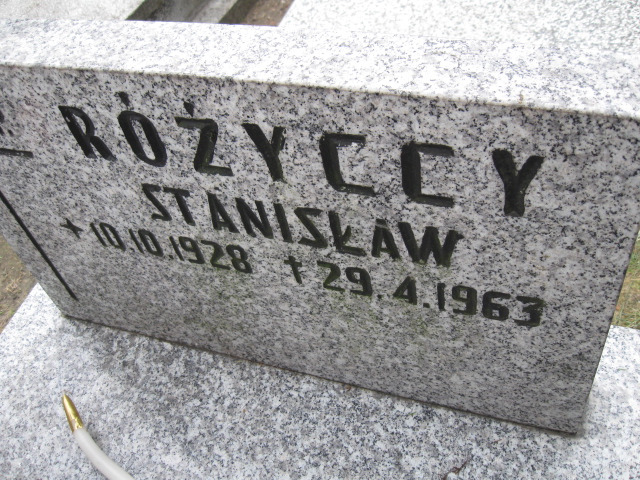 RÓŻYCCY
STANISŁAW
+ 10.10.1928 † 29.4.1963